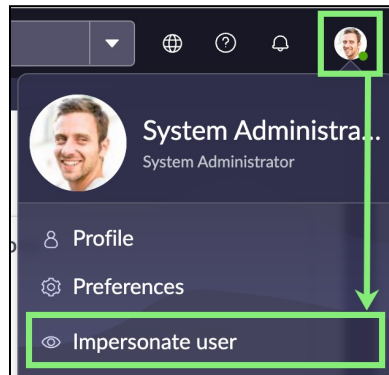 System Administra...
System Administrator
Profile
Preferences
Impersonate user